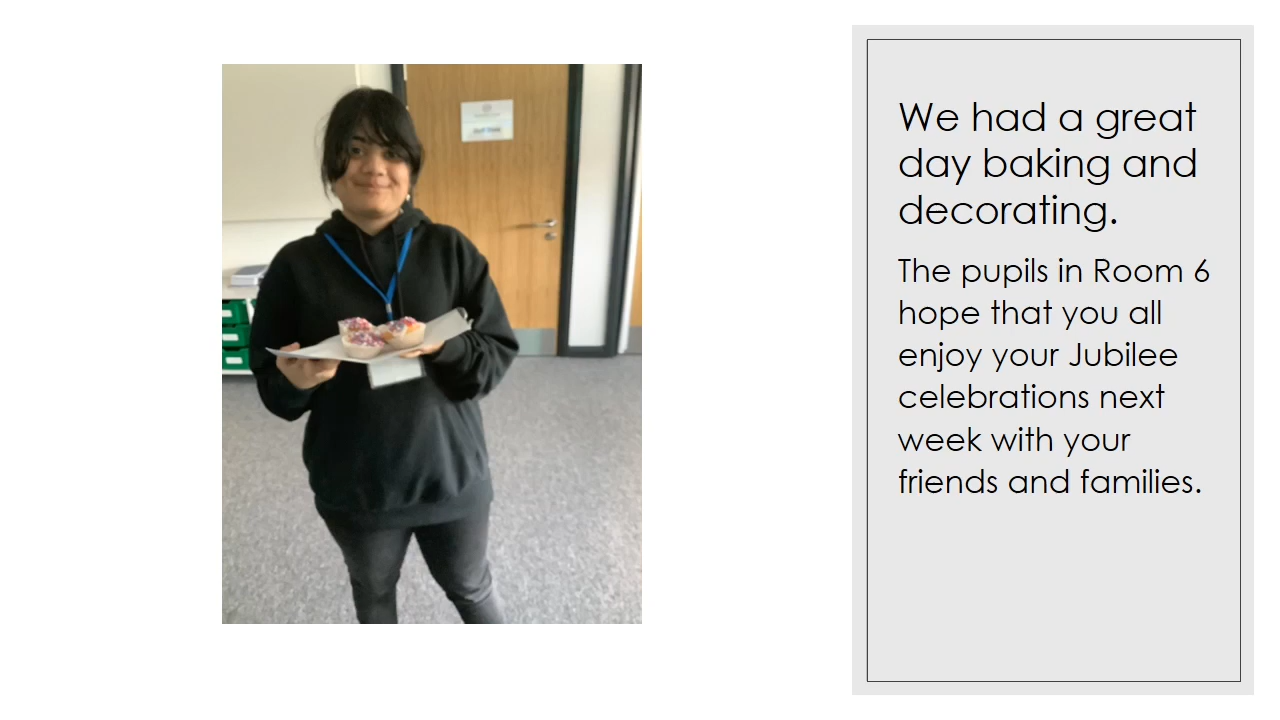 We had a great
day baking and
decorating.
The pupils in Room 6
hope that you all
enjoy your Jubilee
celebrations next
week with your
friends and families.